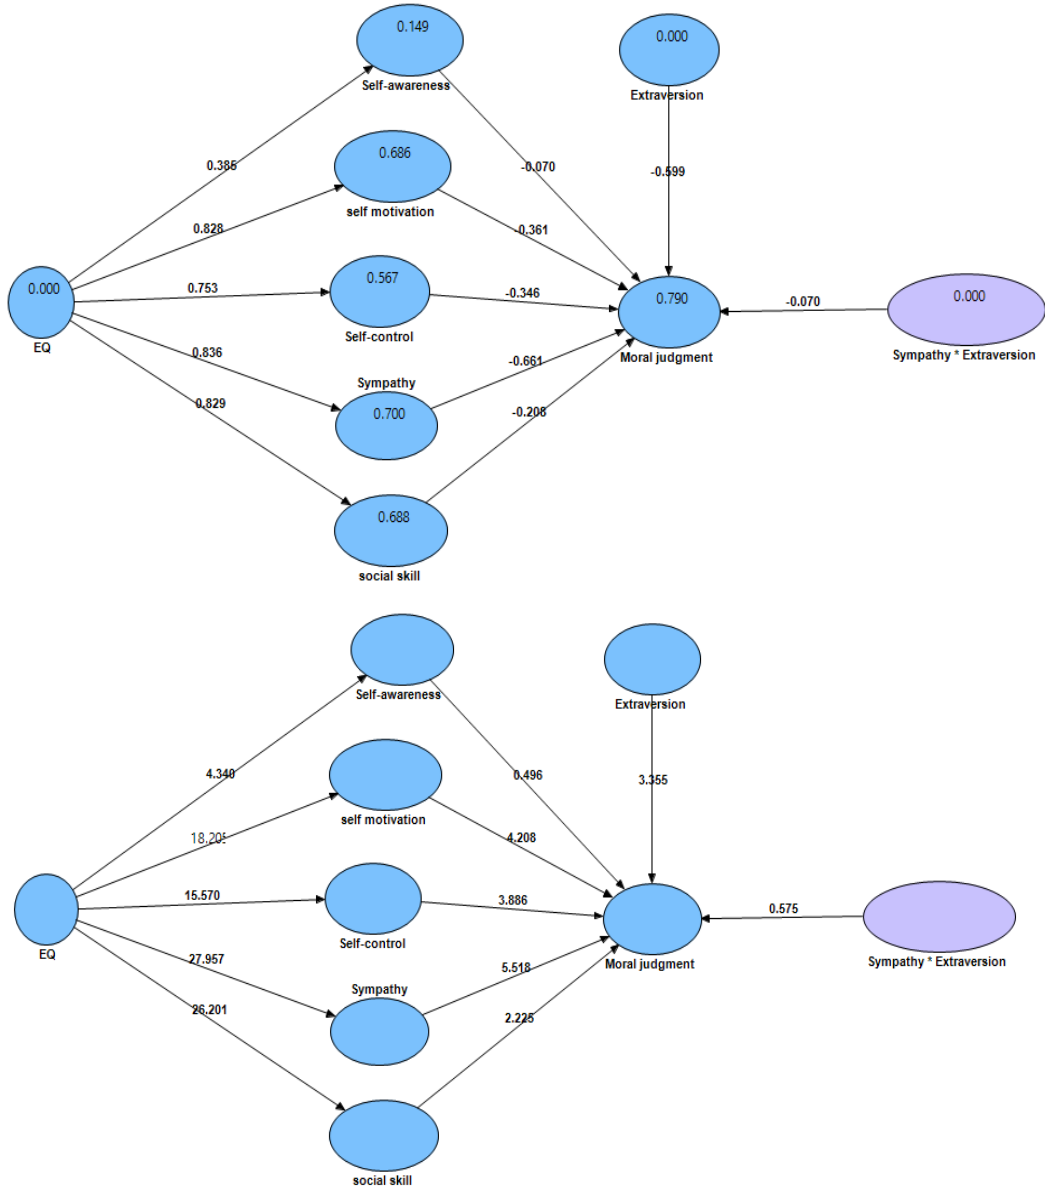 0.149
0.000
Self-awareness
Extraversion
0.385
-0.070
-0.599
0.686
self motivation
0.828
-0.361
0.000
EQ
0.753
0.567
Self-control
-0.346
0.790
Moral judgment
-0.070
0.000
Sympathy * Extraversion
0.836
Sympathy
0.700
-0.661
0.829
-0.208
0.688
social skill
Self-awareness
Extraversion
4.340
0.496
3.355
self motivation
18.205
4.208
EQ
15.570
Self-control
3.886
Moral judgment
0.575
Sympathy * Extraversion
27.957
Sympathy
5.518
26.201
2.225
social skill